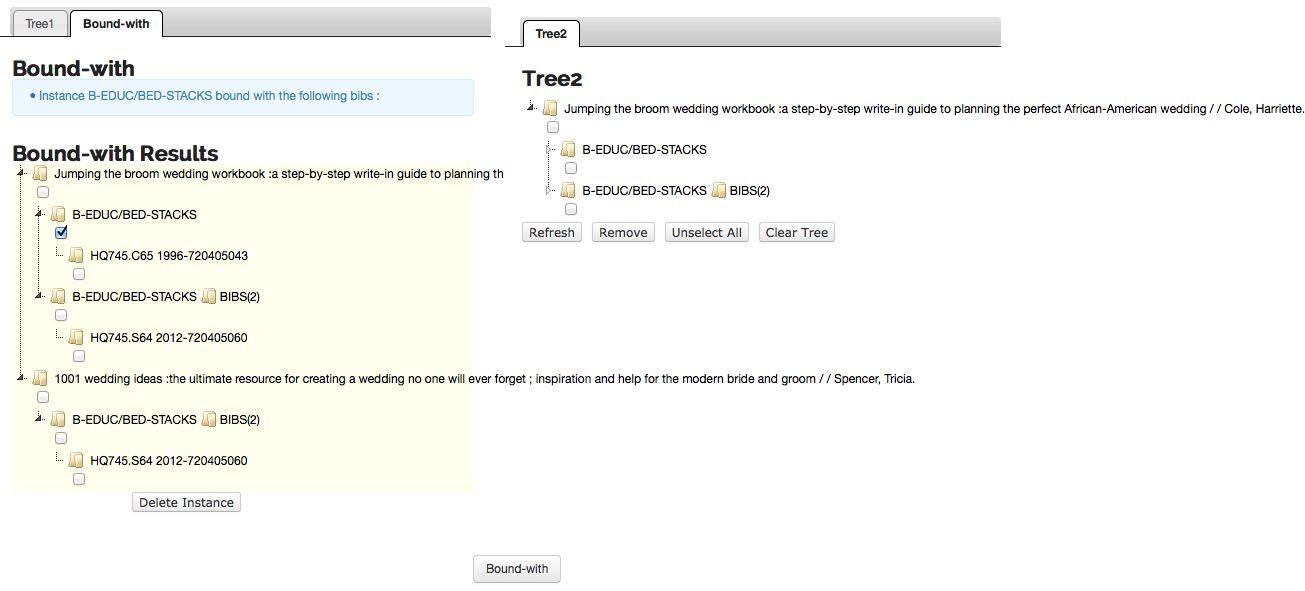 Tree1
Bound-with
Bound-with
• Instance B-EDUC/BED-STACKS bound with the following bibs :
Bound-with Results
Jumping the broom wedding workbook :a step-by-step write-in guide to planning th
B-EDUC/BED-STACKS
HQ745.C65 1996-720405043
B-EDUC/BED-STACKS BIBS(2)
HQ745.S64 2012-720405060
1001 wedding ideas :the ultimate resource for creating a wedding no one will ever forget ; inspiration and help for the modern bride and groom / / Spencer, Tricia.
B-EDUC/BED-STACKS BIBS(2)
HQ745.S64 2012-720405060
Delete Instance
Tree2
Tree2
Jumping the broom wedding workbook :a step-by-step write-in guide to planning the perfect African-American wedding / / Cole, Harriette.
B-EDUC/BED-STACKS
B-EDUC/BED-STACKS BIBS(2)
Refresh Remove Unselect All Clear Tree
Bound-with